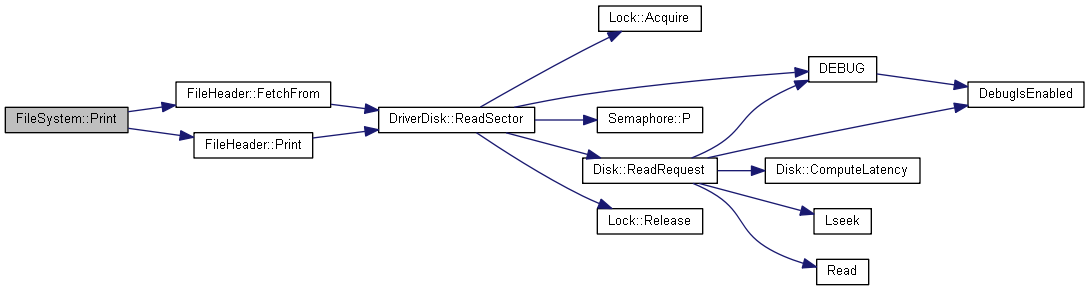 FileSystem::Print
FileHeader::FetchFrom
FileHeader::Print
DriverDisk::ReadSector
Lock::Acquire
Semaphore::P
Disk::ReadRequest
Lock::Release
DEBUG
Disk::ComputeLatency
Lseek
Read
DebugIsEnabled